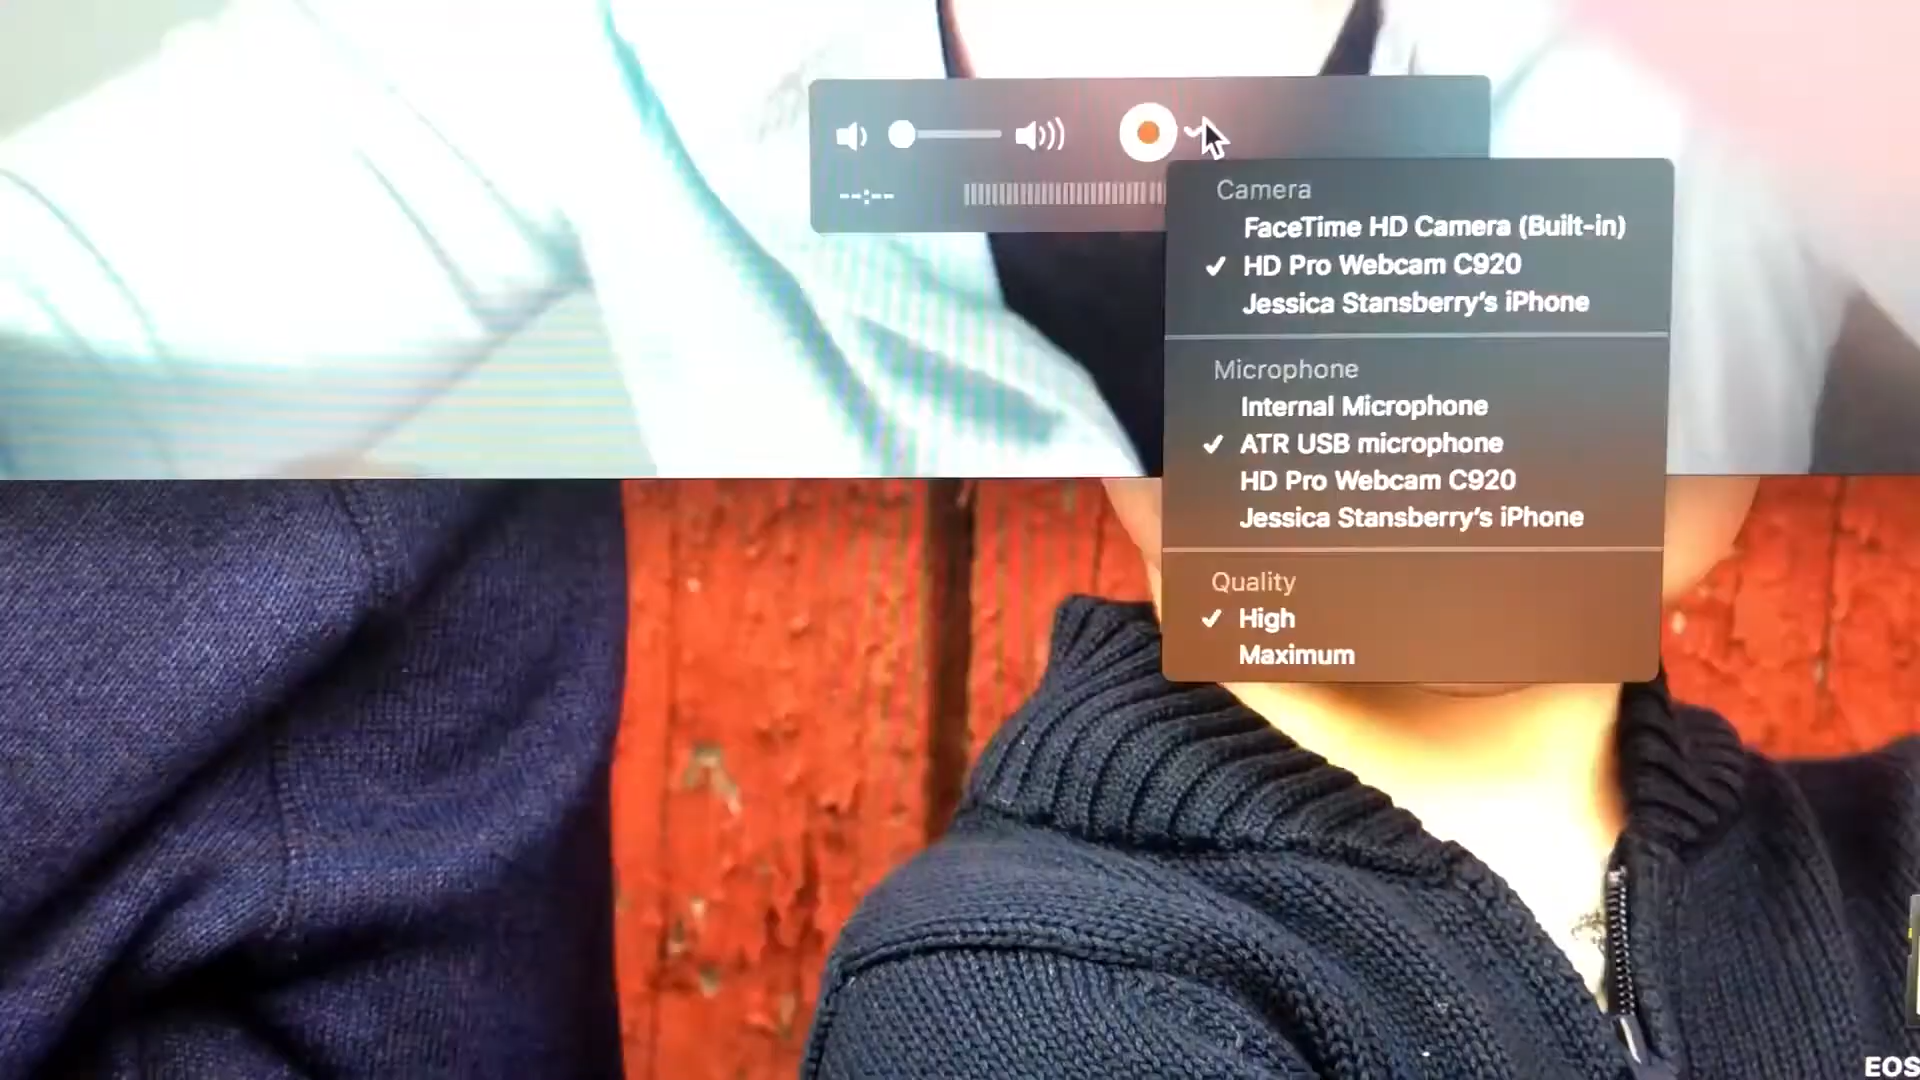 --:--
Camera
FaceTime HD Camera (Built-in)
✓ HD Pro Webcam C920
Jessica Stansberry's iPhone
Microphone
Internal Microphone
✓ ATR USB microphone
HD Pro Webcam C920
Jessica Stansberry's iPhone
Quality
✓ High
Maximum
EOS